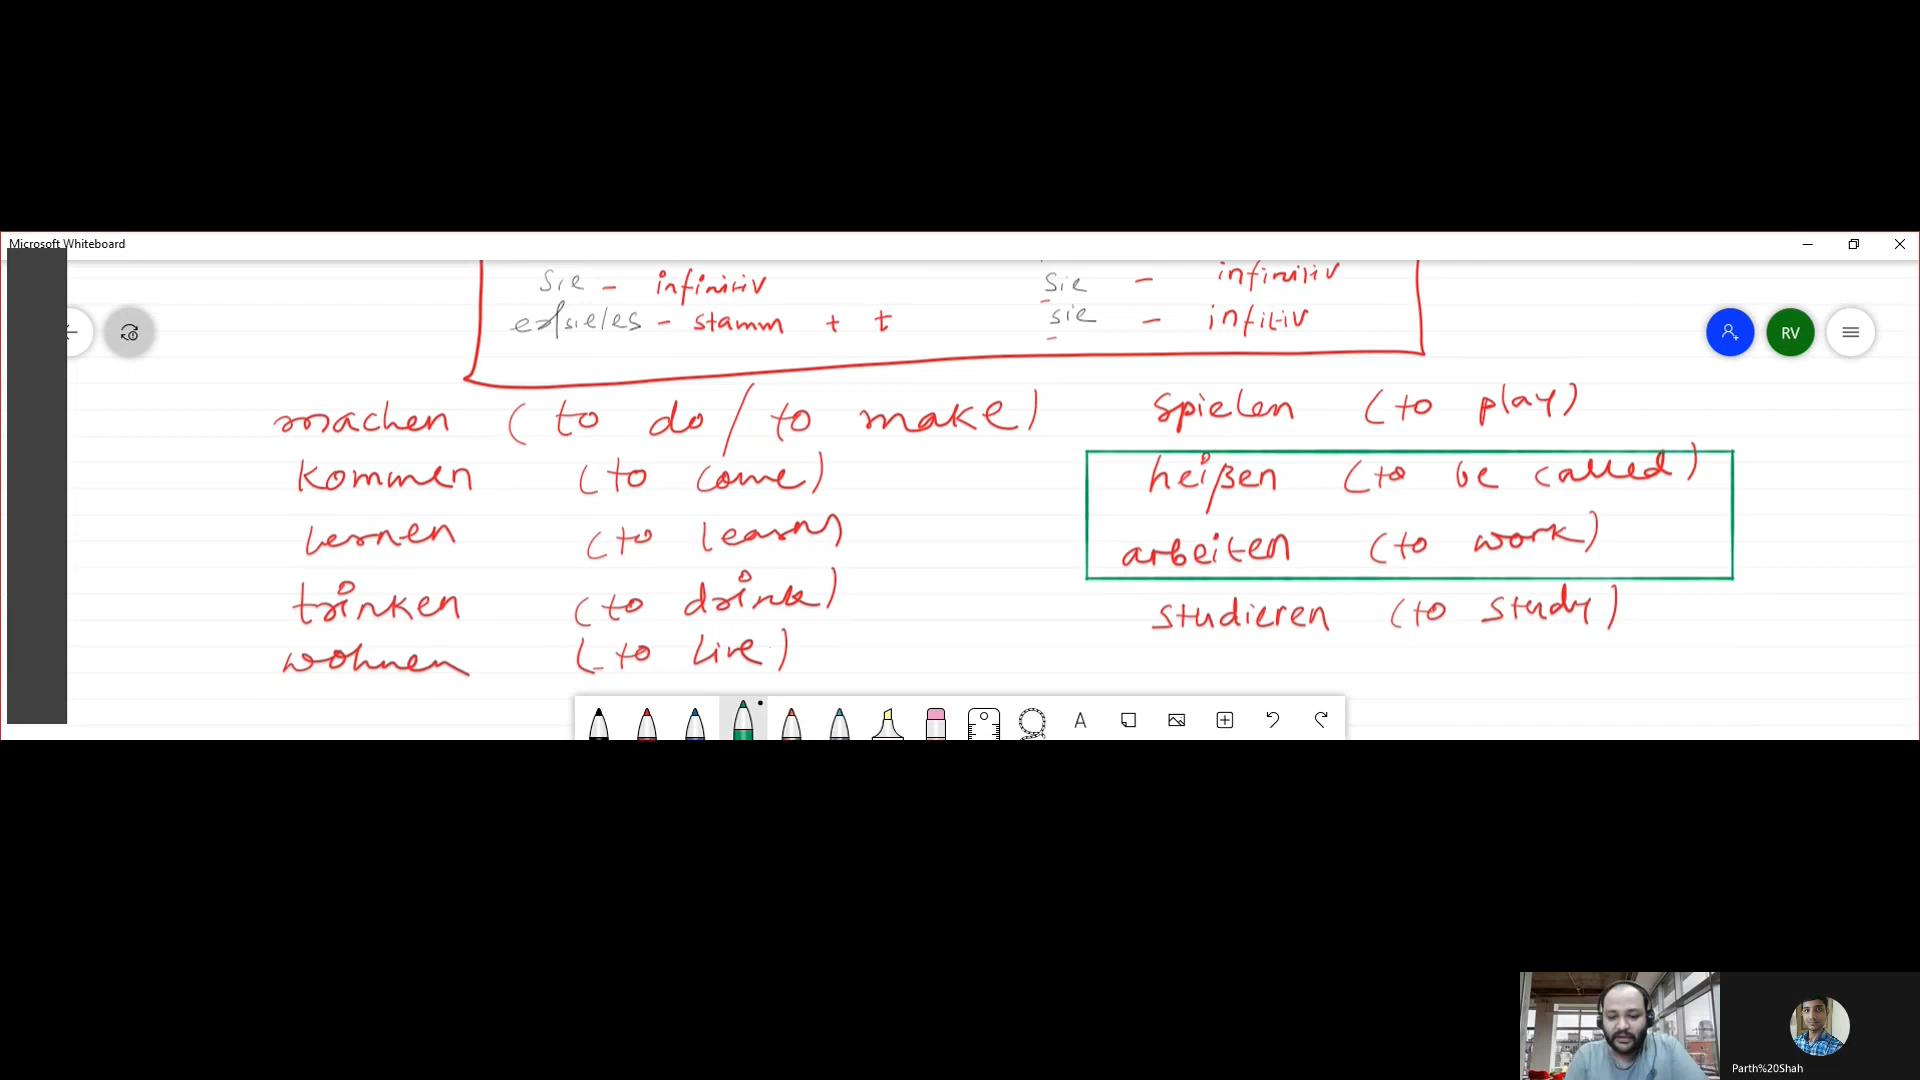 Microsoft Whiteboard
Sie - infinitiv
er/sie/es - stamm + t
Sie - infinitiv
sie - infitiv
RV
machen (to do / to make)
kommen (to come)
lernen (to learn)
trinken (to drink)
wohnen (to live)
spielen (to play)
heißen (to be called)
arbeiten (to work)
studieren (to study)
A
Parth%20Shah